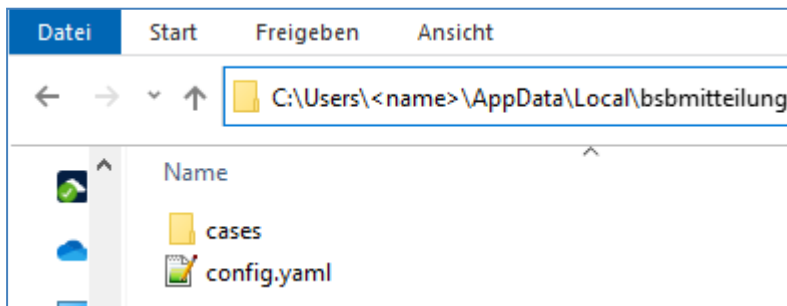 Datei Start Freigeben Ansicht
C:\Users\<name>\AppData\Local\bsbmitteilung
Name
cases
config.yaml